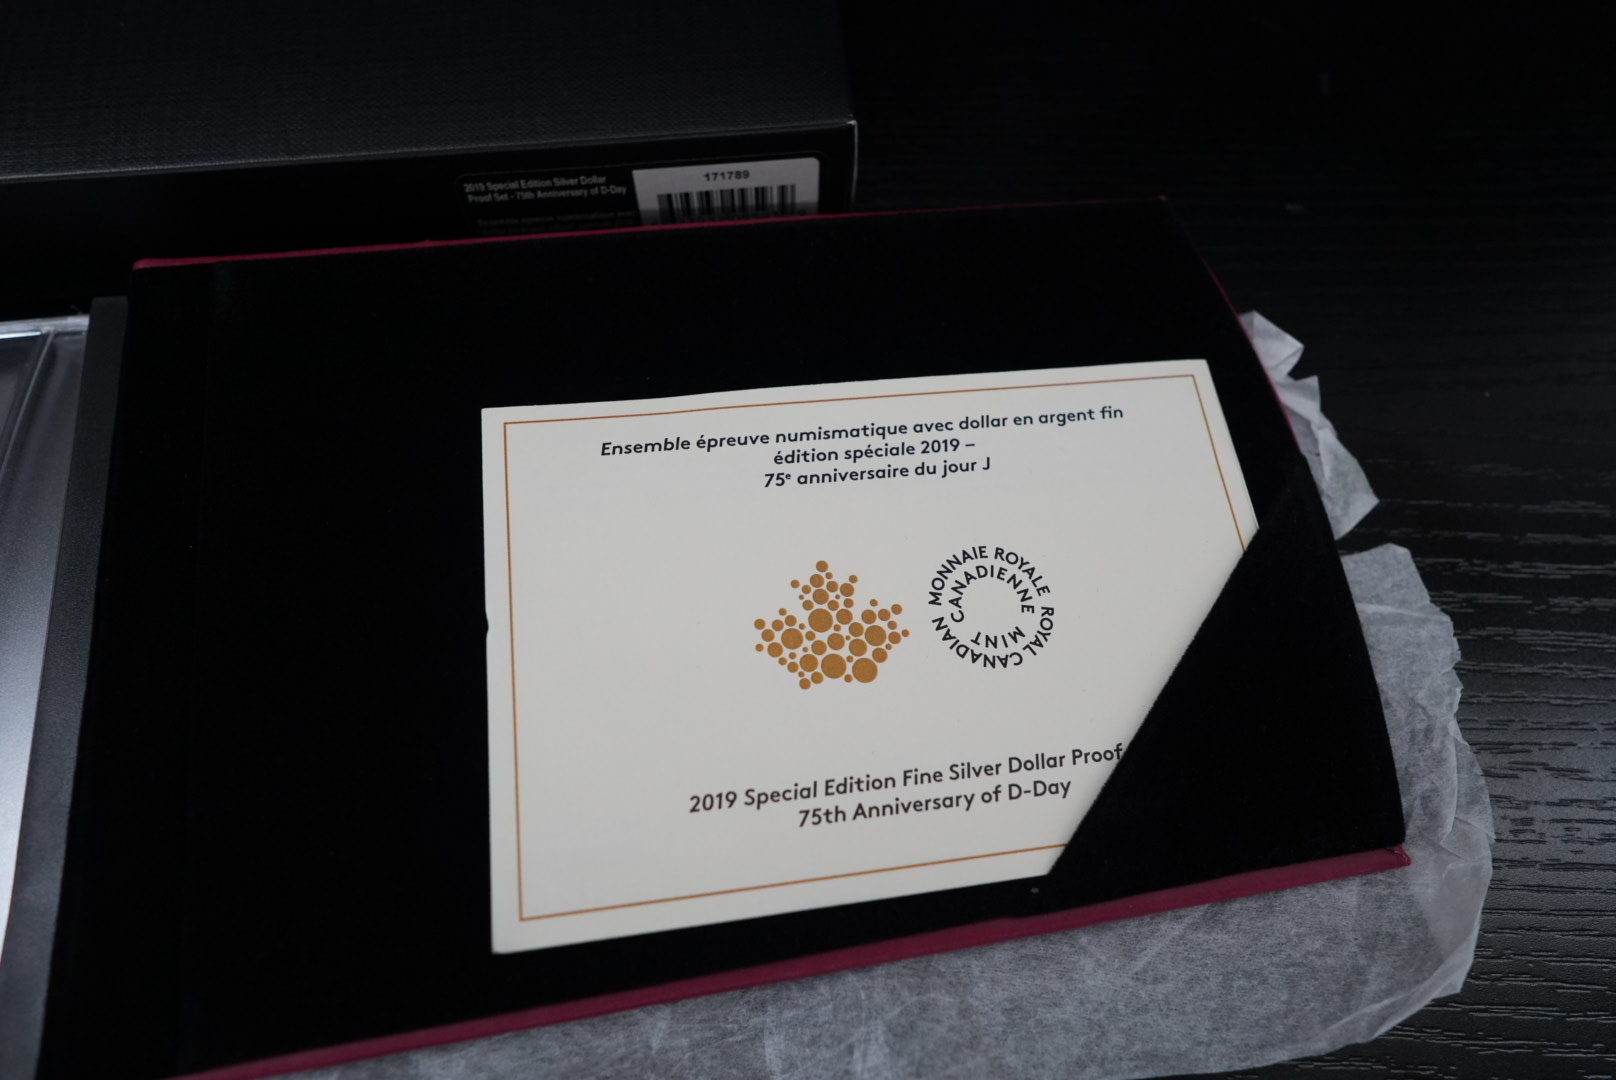 2019 Special Edition Silver Dollar
Proof Set - 75th Anniversary of D-Day
171789
Ensemble épreuve numismatique avec dollar en argent fin
édition spéciale 2019 –
75ᵉ anniversaire du jour J
MONNAIE ROYALE
CANADIENNE
ROYAL CANADIAN
MINT
2019 Special Edition Fine Silver Dollar Proof
75th Anniversary of D-Day